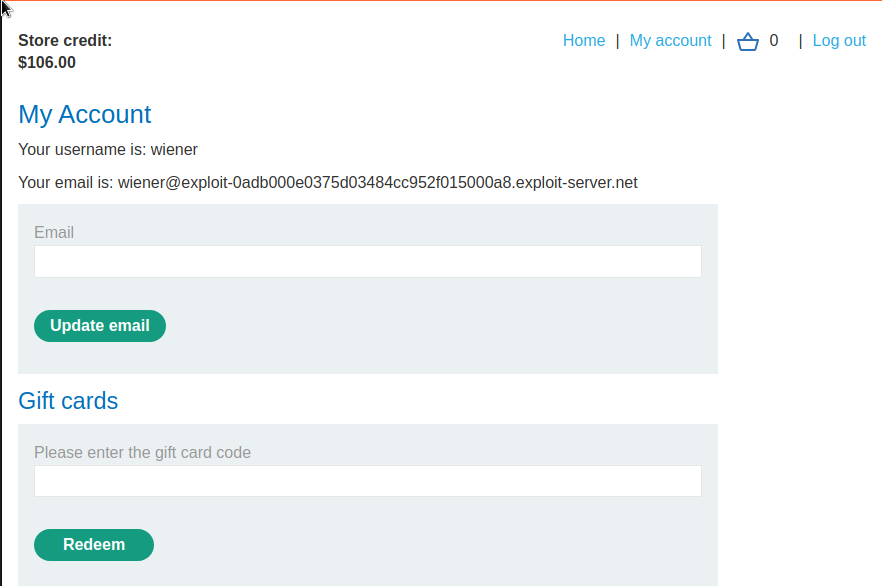 Store credit:
$106.00
Home | My account | 0 | Log out
My Account
Your username is: wiener
Your email is: wiener@exploit-0adb000e0375d03484cc952f015000a8.exploit-server.net
Email
Update email
Gift cards
Please enter the gift card code
Redeem